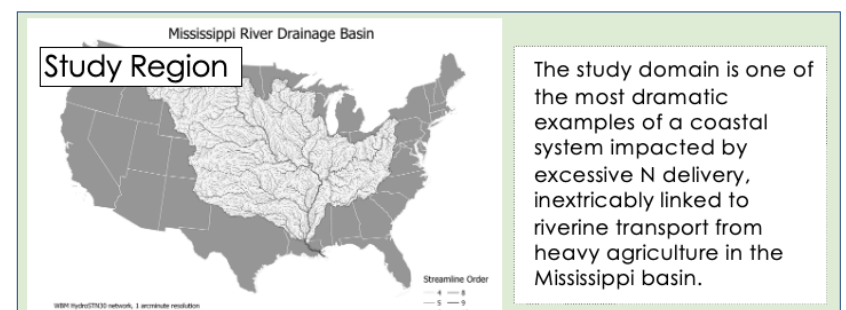 Mississippi River Drainage Basin
Study Region
The study domain is one of
the most dramatic
examples of a coastal
system impacted by
excessive N delivery,
inextricably linked to
riverine transport from
heavy agriculture in the
Mississippi basin.
Streamline Order
4 8
5 9
WBM HydroSTN30 network, 1 arcminute resolution